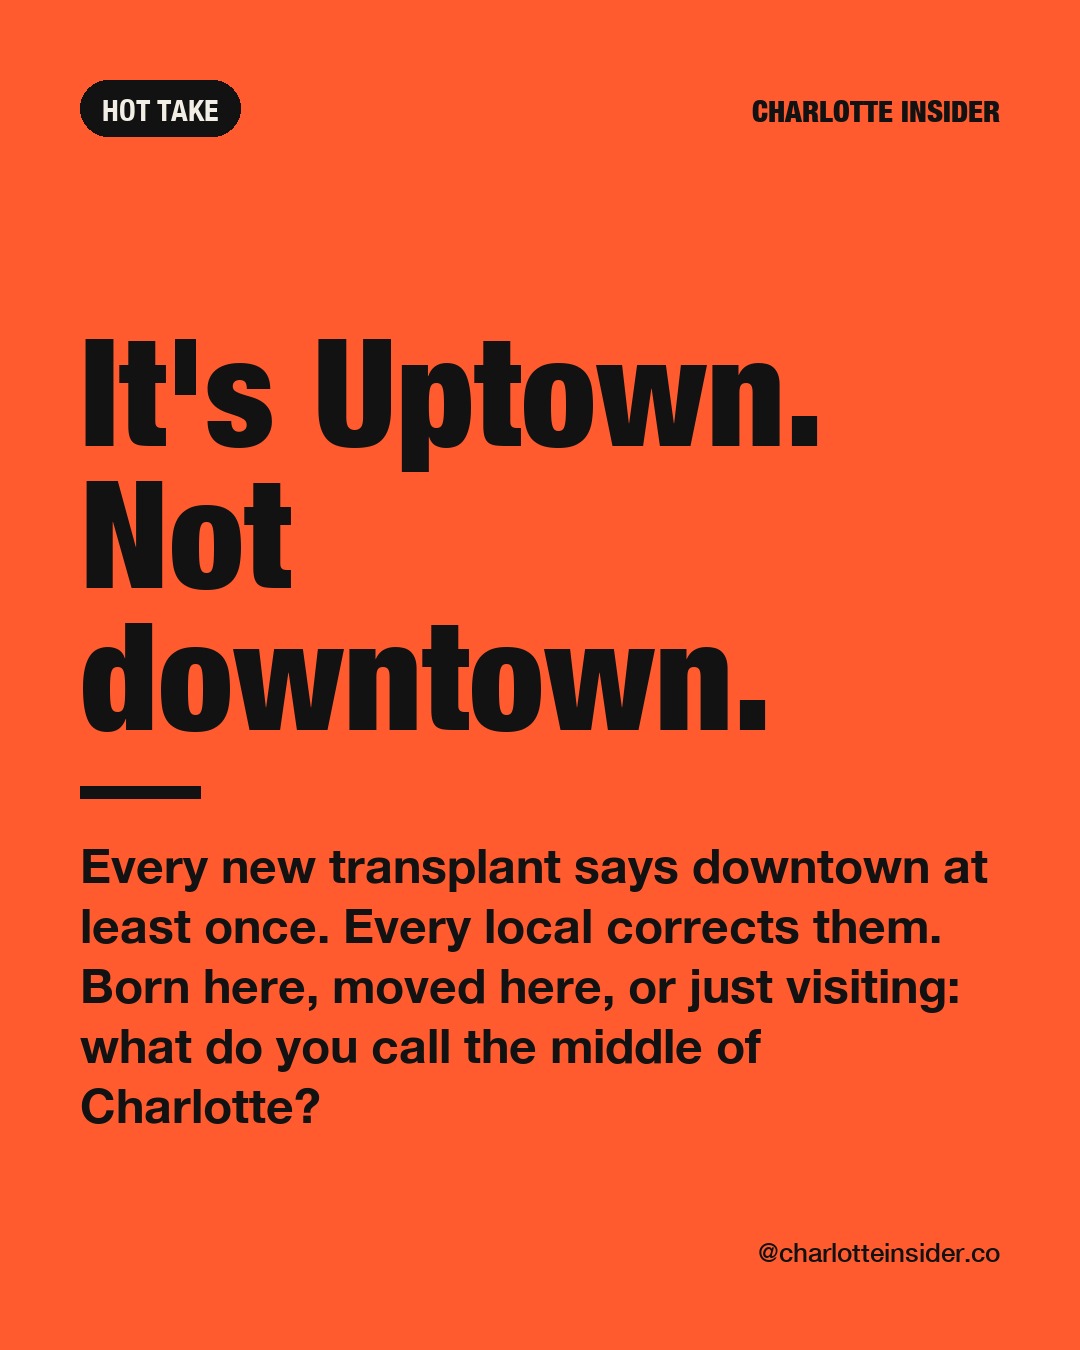 HOT TAKE
CHARLOTTE INSIDER
It's Uptown.
Not
downtown.
Every new transplant says downtown at
least once. Every local corrects them.
Born here, moved here, or just visiting:
what do you call the middle of
Charlotte?
@charlotteinsider.co